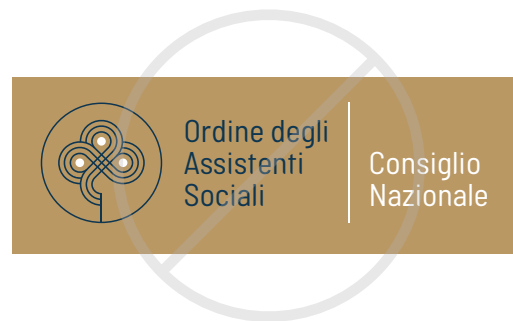 Ordine degli
Assistenti
Sociali
Consiglio
Nazionale